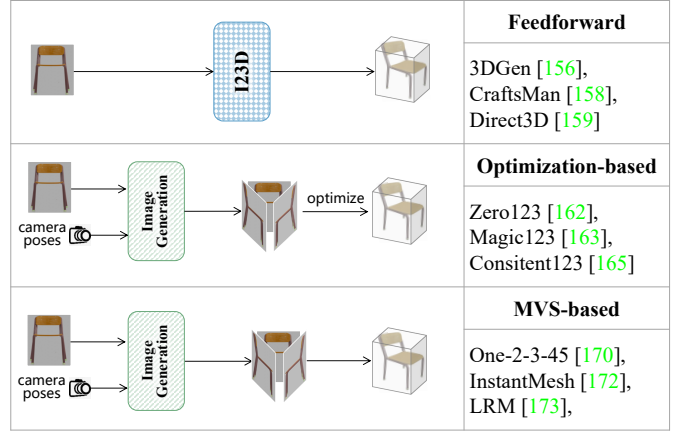 Feedforward
I23D
3DGen [156],
CraftsMan [158],
Direct3D [159]
Optimization-based
camera
poses
Image
Generation
optimize
Zero123 [162],
Magic123 [163],
Consitent123 [165]
MVS-based
camera
poses
Image
Generation
One-2-3-45 [170],
InstantMesh [172],
LRM [173],